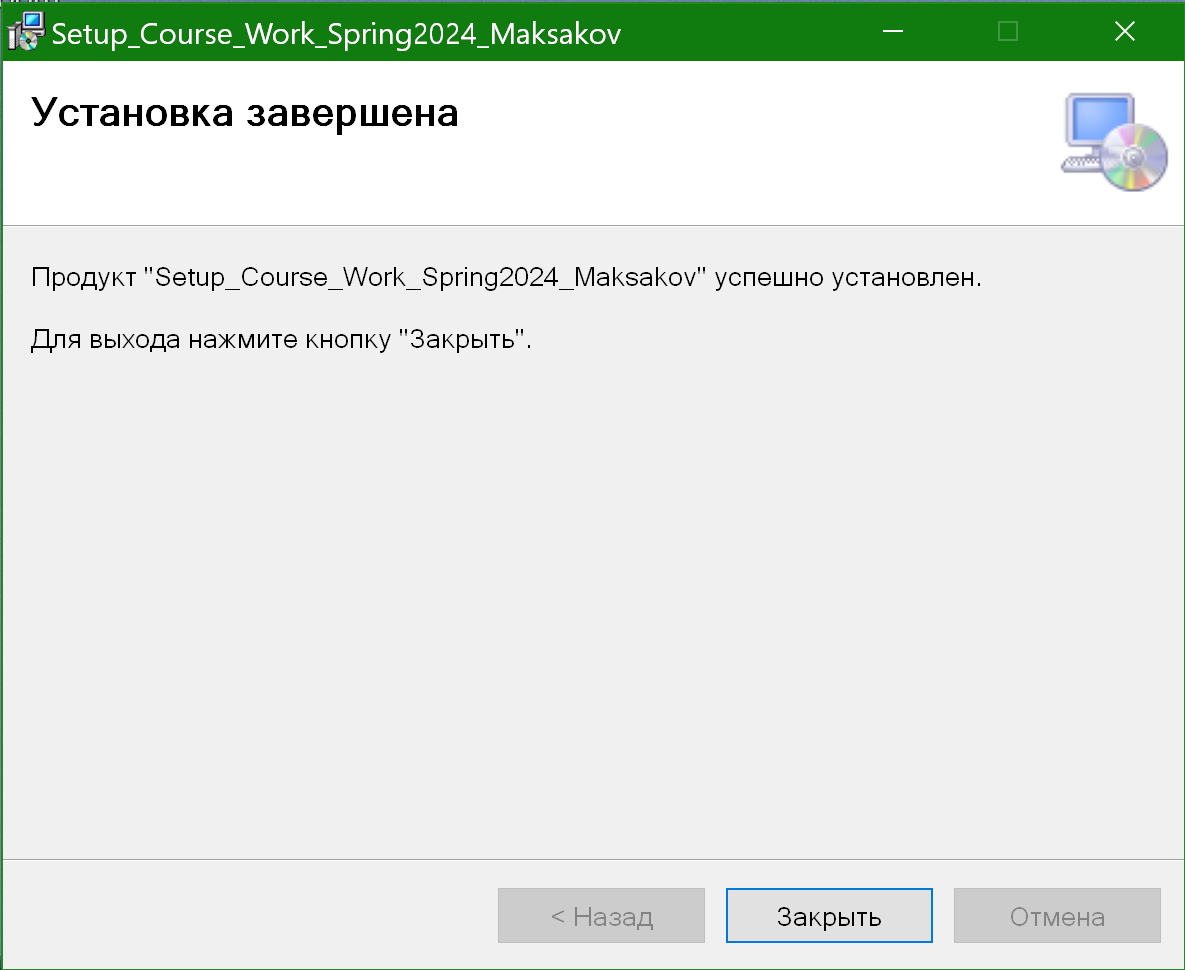 Setup_Course_Work_Spring2024_Maksakov
Установка завершена
Продукт "Setup_Course_Work_Spring2024_Maksakov" успешно установлен.
Для выхода нажмите кнопку "Закрыть".
< Назад
Закрыть
Отмена